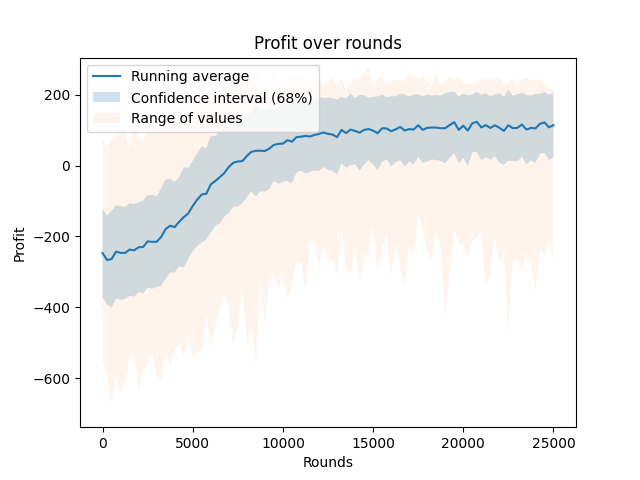 Profit over rounds
Running average
Confidence interval (68%)
Range of values
200
0
−200
−400
−600
Profit
0 5000 10000 15000 20000 25000
Rounds